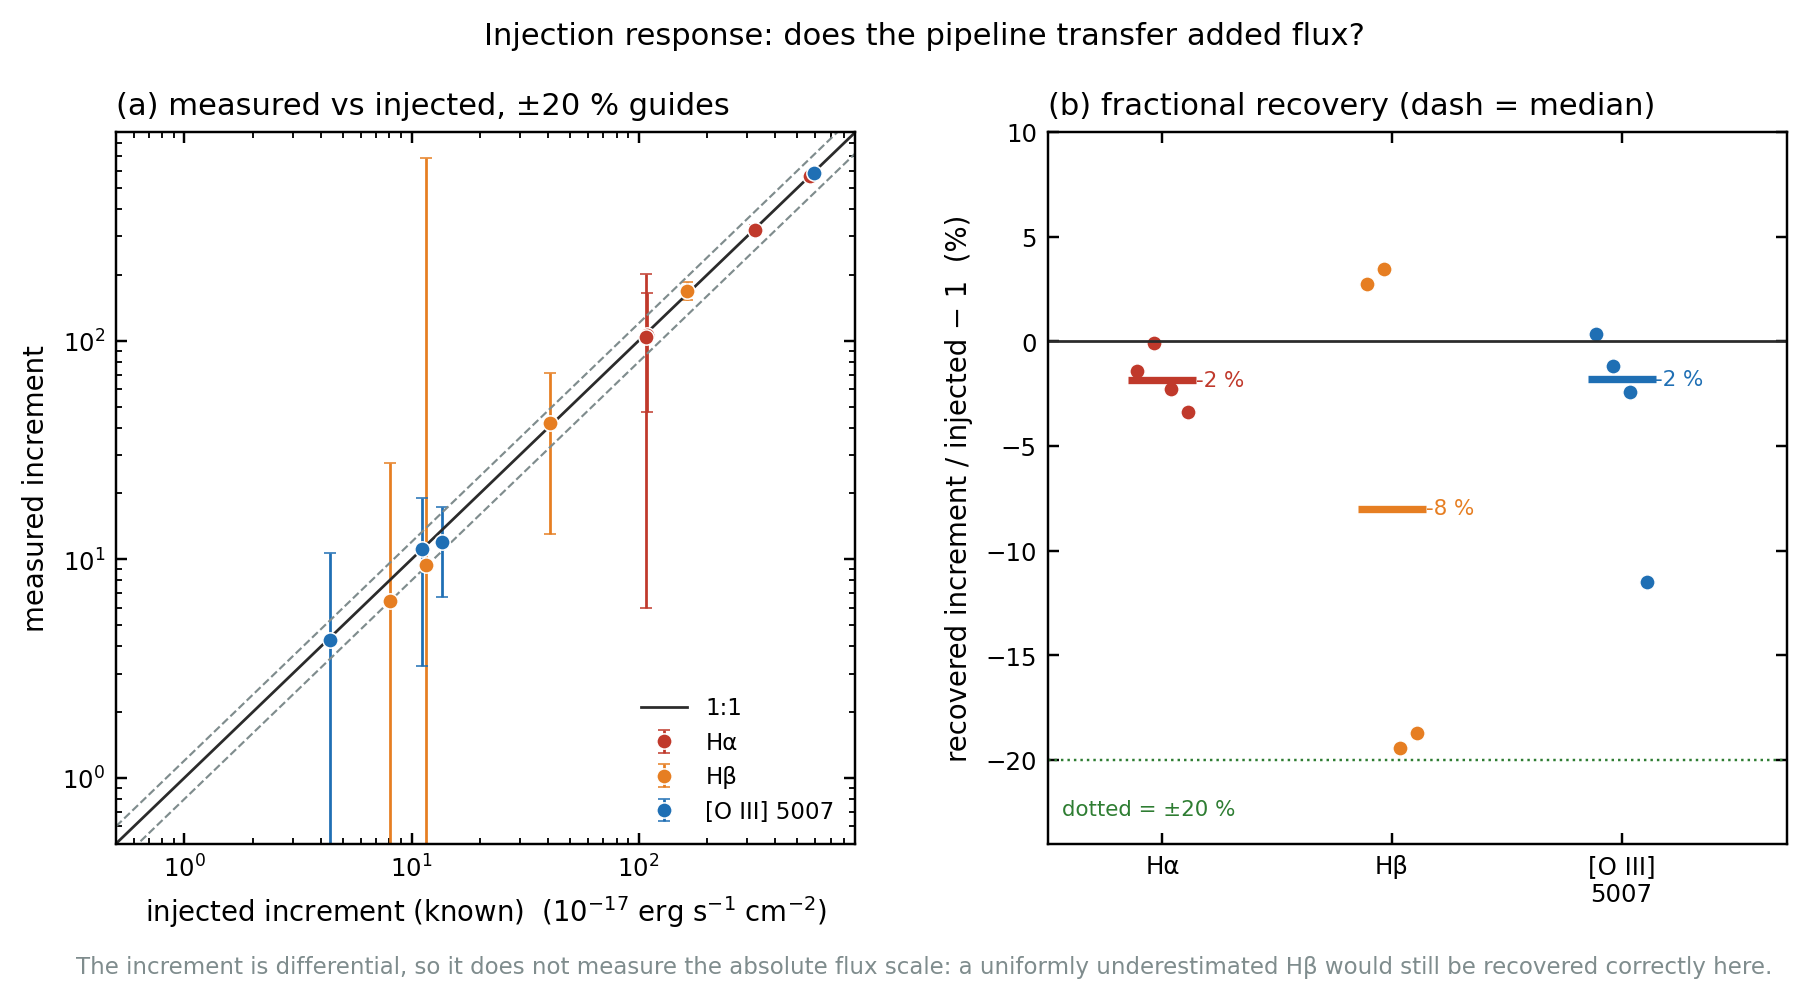 Injection response: does the pipeline transfer added flux?
(a) measured vs injected, ±20 % guides
measured increment
10²
10¹
10⁰
1:1
Hα
Hβ
[O III] 5007
10⁰ 10¹ 10²
injected increment (known) (10⁻¹⁷ erg s⁻¹ cm⁻²)
(b) fractional recovery (dash = median)
recovered increment / injected − 1 (%)
10
5
0
−5
−10
−15
−20
-2 %
-8 %
-2 %
dotted = ±20 %
Hα Hβ [O III]
5007
The increment is differential, so it does not measure the absolute flux scale: a uniformly underestimated Hβ would still be recovered correctly here.